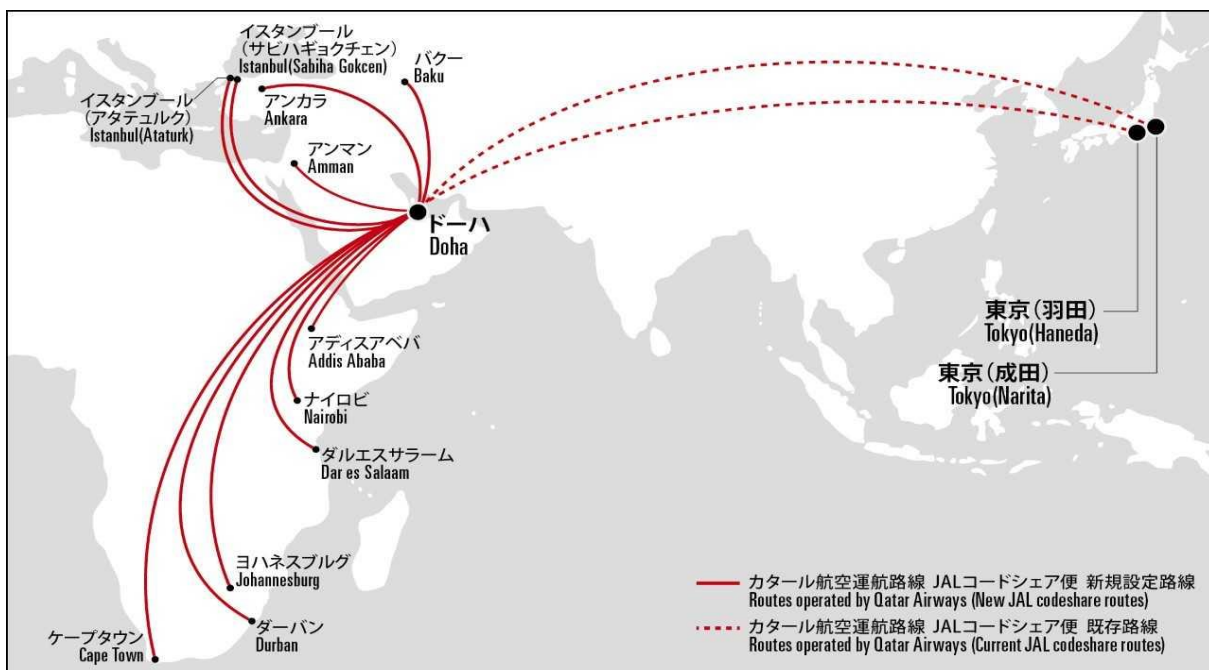 イスタンブール
(サビハギョクチェン)
Istanbul(Sabiha Gokcen)
バクー
Baku
イスタンブール
(アタテュルク)
Istanbul(Ataturk)
アンカラ
Ankara
アンマン
Amman
ドーハ
Doha
東京(羽田)
Tokyo(Haneda)
東京(成田)
Tokyo(Narita)
アディスアベバ
Addis Ababa
ナイロビ
Nairobi
ダルエスサラーム
Dar es Salaam
ヨハネスブルグ
Johannesburg
ダーバン
Durban
ケープタウン
Cape Town
カタール航空運航路線 JALコードシェア便 新規設定路線
Routes operated by Qatar Airways (New JAL codeshare routes)
カタール航空運航路線 JALコードシェア便 既存路線
Routes operated by Qatar Airways (Current JAL codeshare routes)